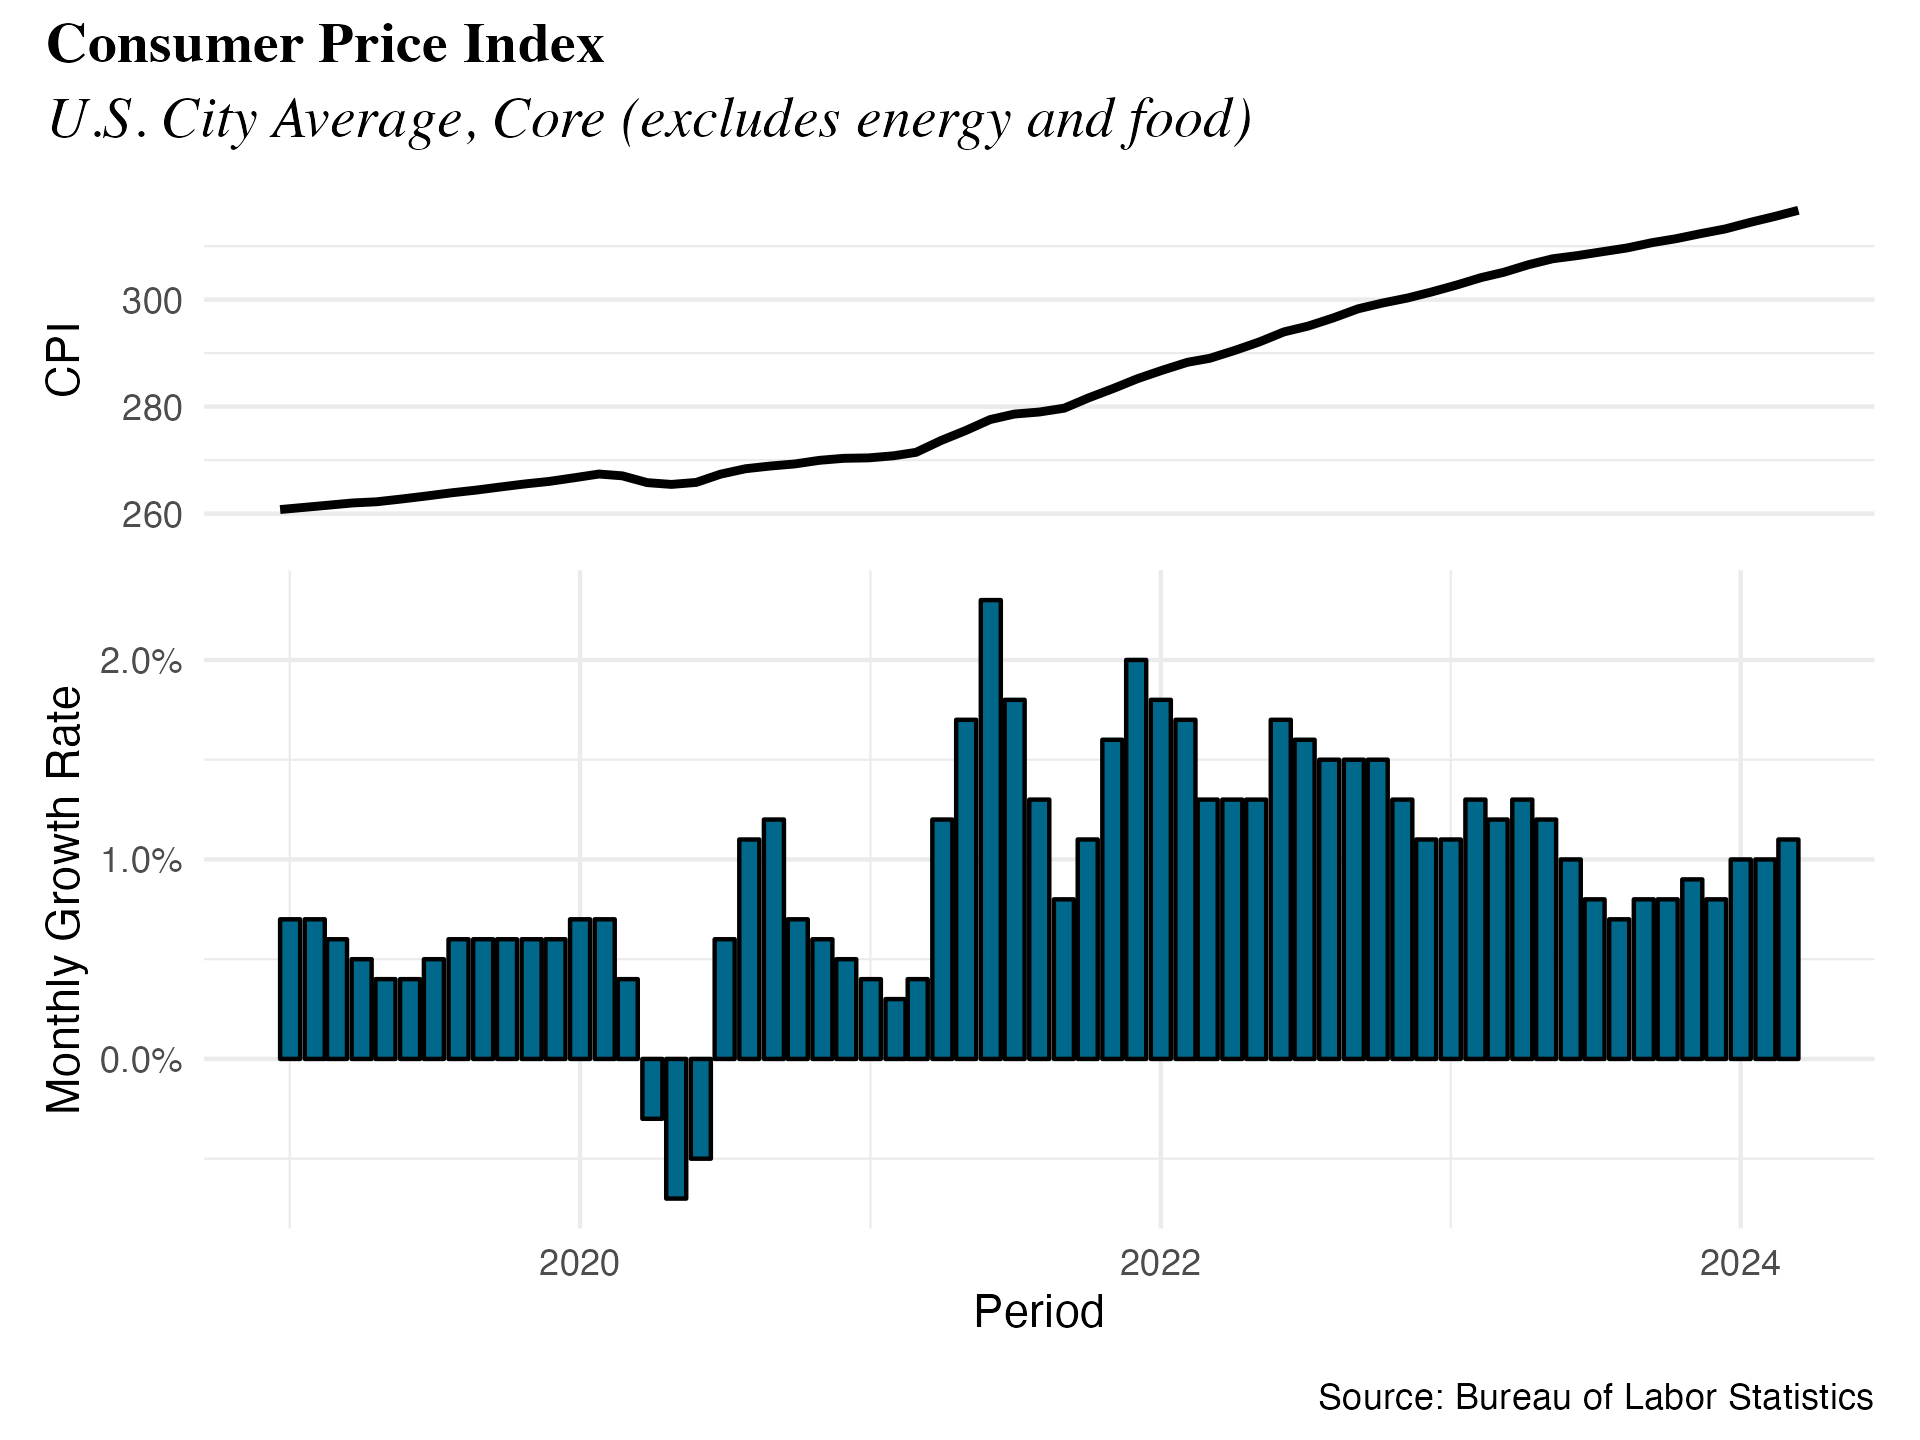 Consumer Price Index
U.S. City Average, Core (excludes energy and food)
CPI
300
280
260
Monthly Growth Rate
2.0%
1.0%
0.0%
2020 2022 2024
Period
Source: Bureau of Labor Statistics